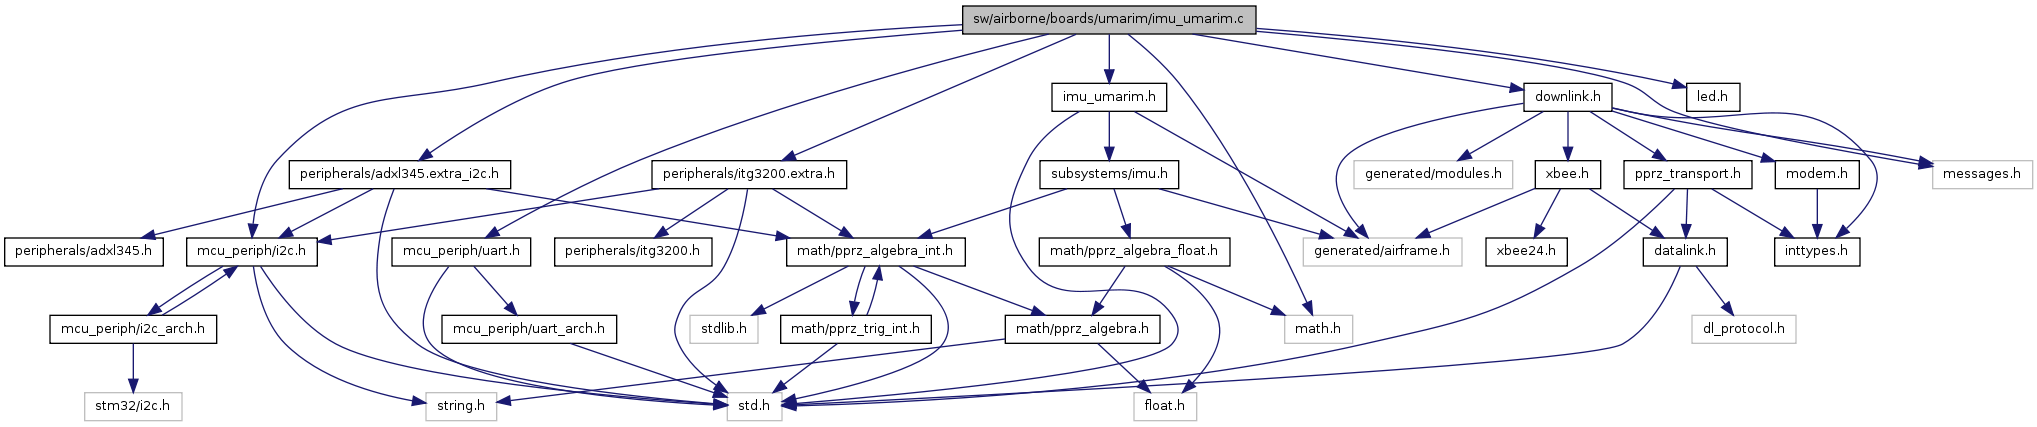 sw/airborne/boards/umarim/imu_umarim.c
imu_umarim.h
downlink.h
led.h
peripherals/adxl345.extra_i2c.h
peripherals/itg3200.extra.h
subsystems/imu.h
generated/modules.h
xbee.h
pprz_transport.h
modem.h
messages.h
peripherals/adxl345.h
mcu_periph/i2c.h
mcu_periph/uart.h
peripherals/itg3200.h
math/pprz_algebra_int.h
math/pprz_algebra_float.h
generated/airframe.h
xbee24.h
datalink.h
inttypes.h
mcu_periph/i2c_arch.h
mcu_periph/uart_arch.h
stdlib.h
math/pprz_trig_int.h
math/pprz_algebra.h
math.h
dl_protocol.h
stm32/i2c.h
string.h
std.h
float.h